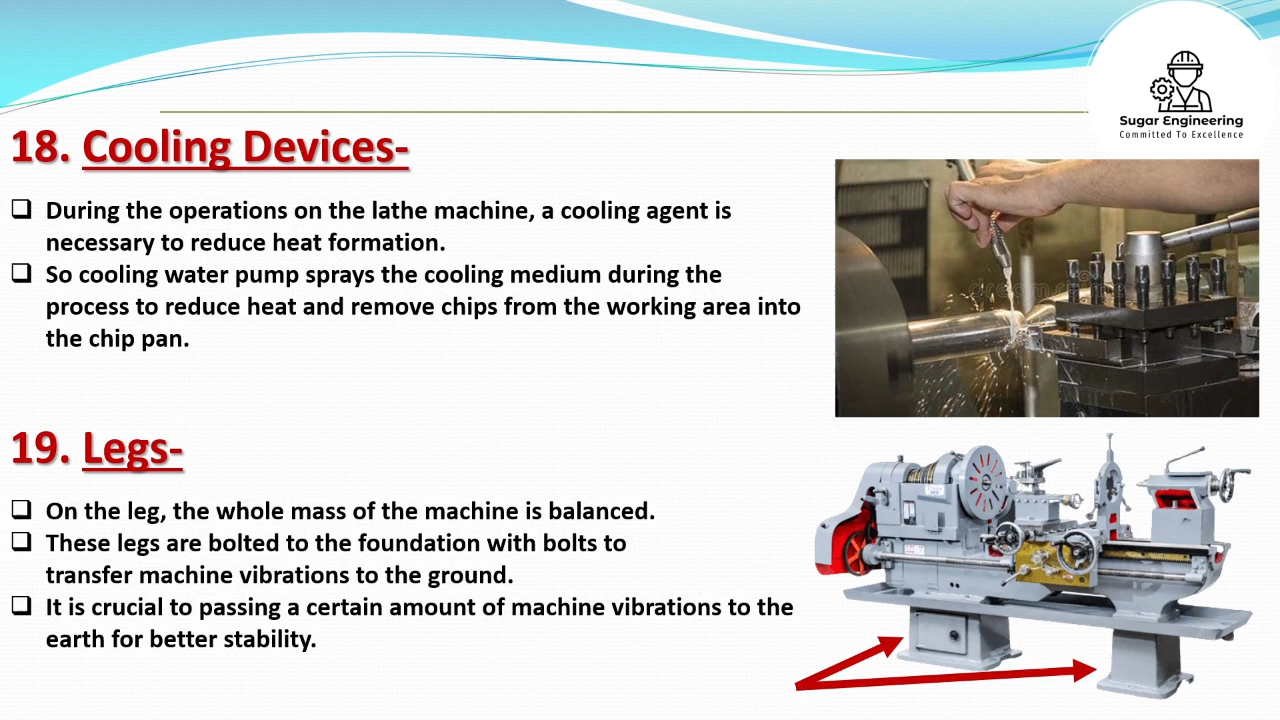 Sugar Engineering
Committed To Excellence
18. Cooling Devices-
❑ During the operations on the lathe machine, a cooling agent is
necessary to reduce heat formation.
❑ So cooling water pump sprays the cooling medium during the
process to reduce heat and remove chips from the working area into
the chip pan.
19. Legs-
❑ On the leg, the whole mass of the machine is balanced.
❑ These legs are bolted to the foundation with bolts to
transfer machine vibrations to the ground.
❑ It is crucial to passing a certain amount of machine vibrations to the
earth for better stability.